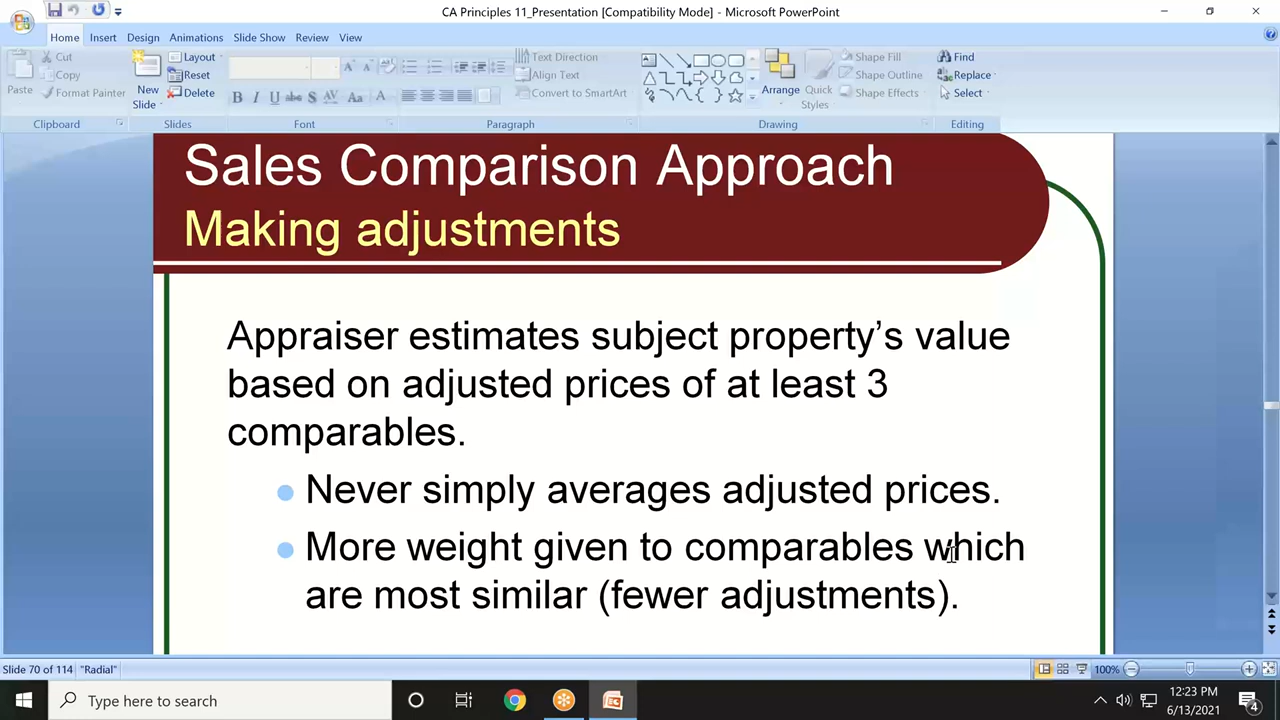 CA Principles 11_Presentation [Compatibility Mode] - Microsoft PowerPoint
Home Insert Design Animations Slide Show Review View
Paste
Cut
Copy
Format Painter
Clipboard
New Slide
Layout
Reset
Delete
Slides
B I U abc S AV Aa A
Font
Text Direction
Align Text
Convert to SmartArt
Paragraph
Arrange
Quick Styles
Shape Fill
Shape Outline
Shape Effects
Drawing
Find
Replace
Select
Editing
Sales Comparison Approach
Making adjustments
Appraiser estimates subject property’s value
based on adjusted prices of at least 3
comparables.
Never simply averages adjusted prices.
More weight given to comparables which
are most similar (fewer adjustments).
Slide 70 of 114 "Radial" 100%
Type here to search
12:23 PM
6/13/2021
4